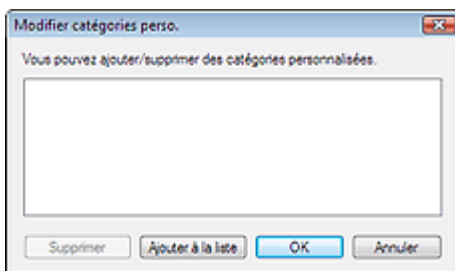 Modifier catégories perso.
Vous pouvez ajouter/supprimer des catégories personnalisées.
Supprimer Ajouter à la liste OK Annuler